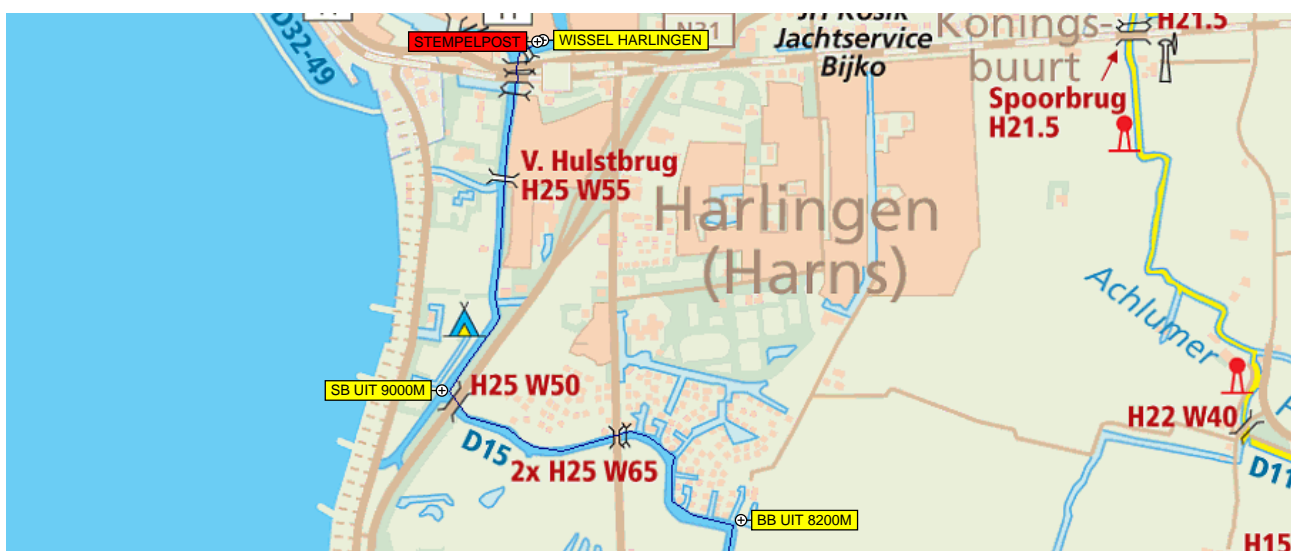 D32-49
STEMPELPOST
WISSEL HARLINGEN
N31
Jachtservice
Bijko
Konings-
buurt
H21.5
Spoorbrug
H21.5
V. Hulstbrug
H25 W55
Harlingen
(Harns)
Achlumer
SB UIT 9000M
H25 W50
D15
2x H25 W65
H22 W40
D11
BB UIT 8200M
H15